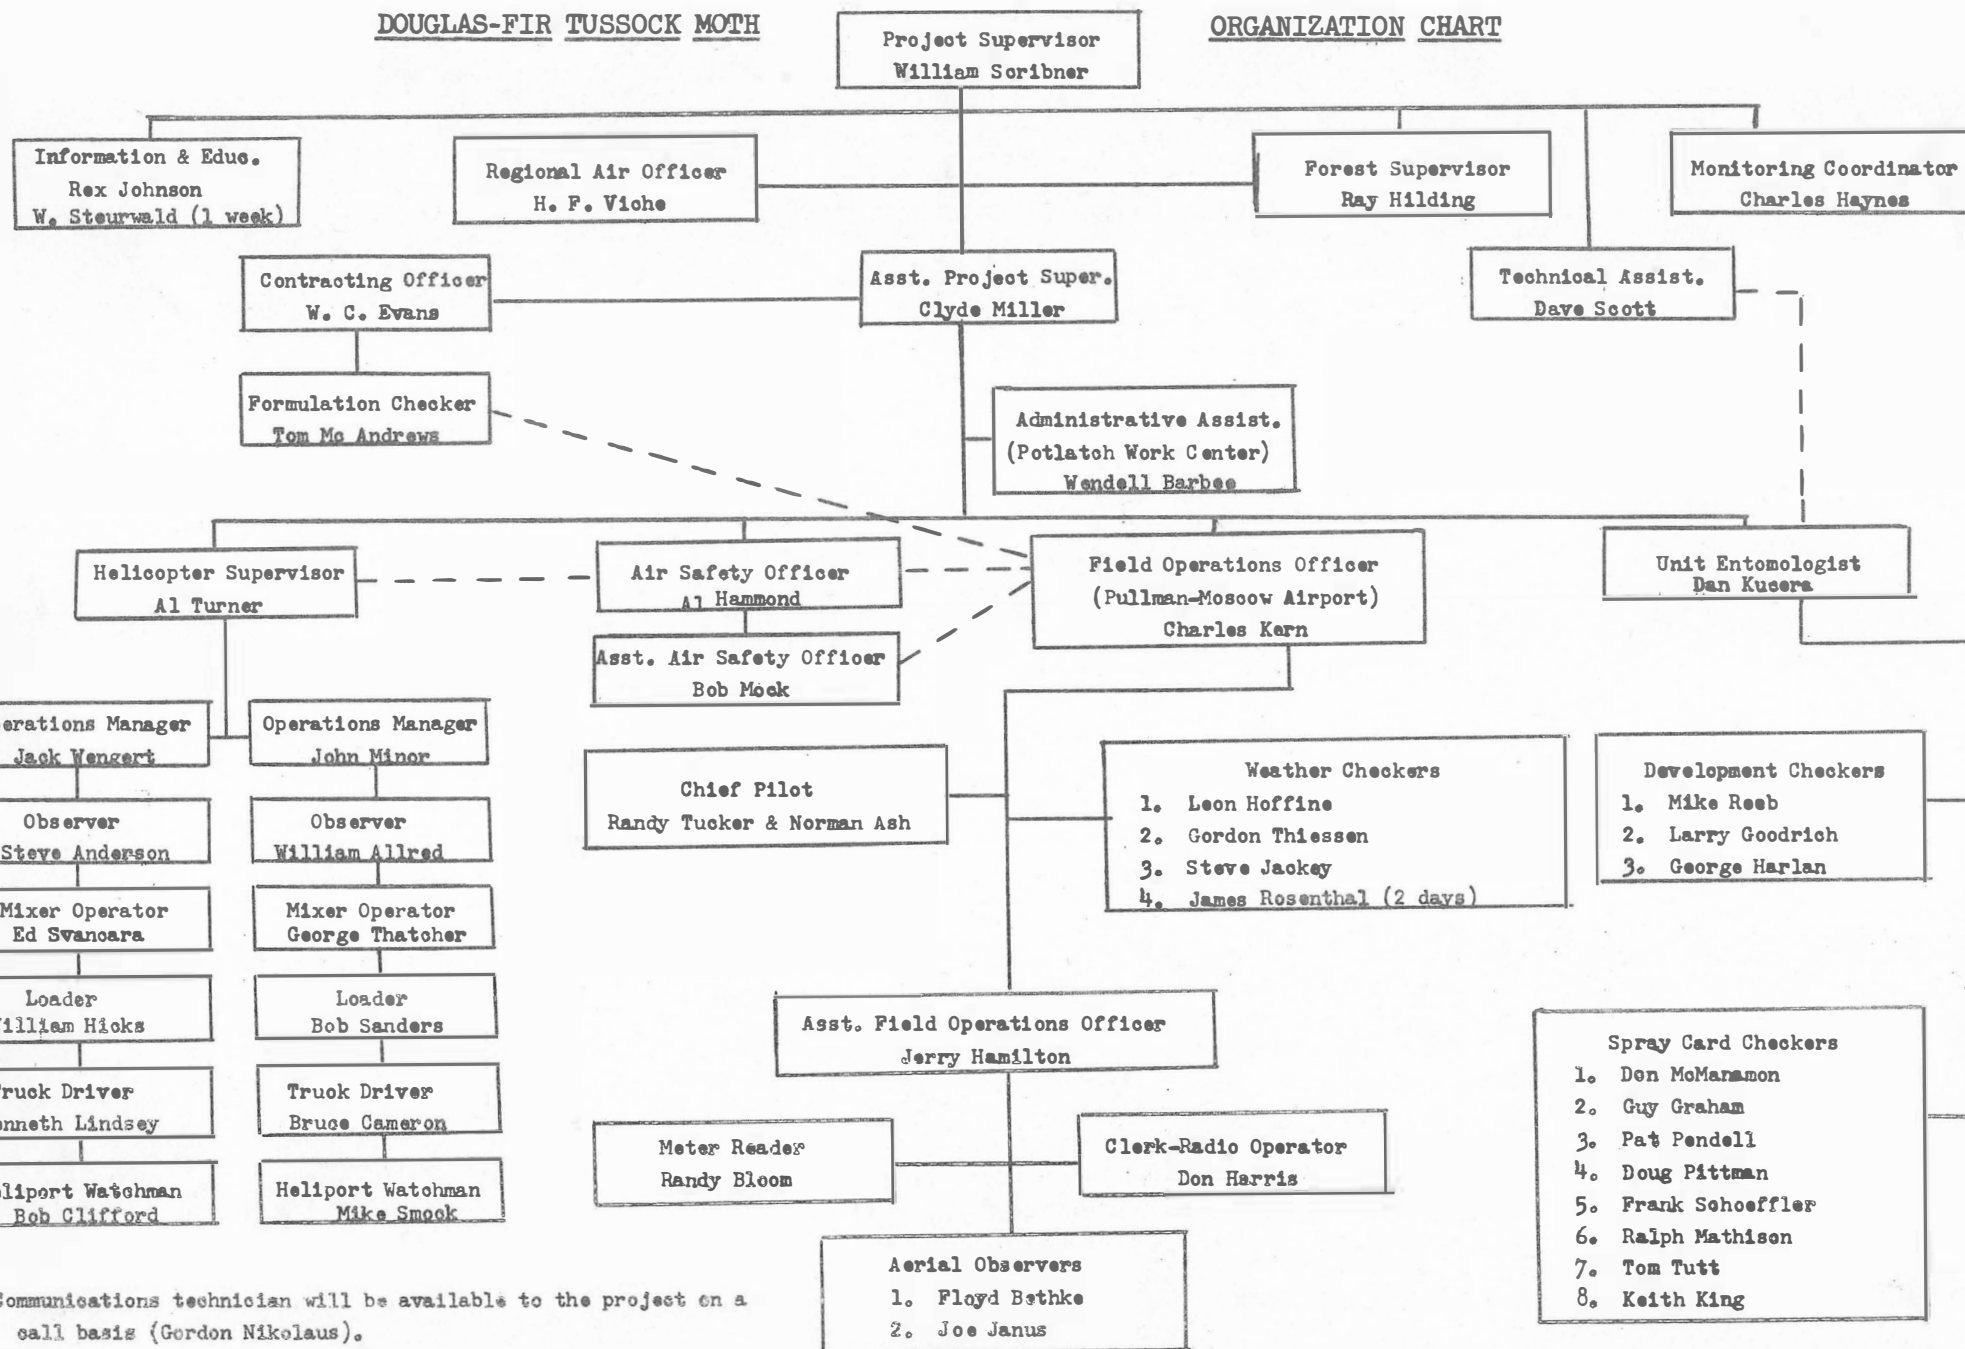 DOUGLAS-FIR TUSSOCK MOTH
ORGANIZATION CHART
Project Supervisor
William Scribner
Information & Educ.
Rex Johnson
W. Steurwald (1 week)
Regional Air Officer
H. F. Viche
Forest Supervisor
Ray Hilding
Monitoring Coordinator
Charles Haynes
Contracting Officer
W. C. Evans
Asst. Project Super.
Clyde Miller
Technical Assist.
Dave Scott
Formulation Checker
Tom Mc Andrews
Administrative Assist.
(Potlatch Work Center)
Wendell Barbee
Helicopter Supervisor
Al Turner
Air Safety Officer
Al Hammond
Field Operations Officer
(Pullman-Moscow Airport)
Charles Kern
Unit Entomologist
Dan Kucera
Asst. Air Safety Officer
Bob Mock
erations Manager
Jack Wengert
Operations Manager
John Minor
Observer
Steve Anderson
Observer
William Allred
Mixer Operator
Ed Svancara
Mixer Operator
George Thatcher
Loader
illiam Hicks
Loader
Bob Sanders
ruck Driver
nneth Lindsey
Truck Driver
Bruce Cameron
liport Watchman
Bob Clifford
Heliport Watchman
Mike Smock
Chief Pilot
Randy Tucker & Norman Ash
Weather Checkers
1. Leon Hoffine
2. Gordon Thiessen
3. Steve Jackey
4. James Rosenthal (2 days)
Development Checkers
1. Mike Reeb
2. Larry Goodrich
3. George Harlan
Asst. Field Operations Officer
Jerry Hamilton
Meter Reader
Randy Bloom
Clerk-Radio Operator
Don Harris
Aerial Observers
1. Floyd Bethke
2. Joe Janus
Spray Card Checkers
1. Don McManamon
2. Guy Graham
3. Pat Pendell
4. Doug Pittman
5. Frank Schoeffler
6. Ralph Mathison
7. Tom Tutt
8. Keith King
Communications technician will be available to the project on a
call basis (Gordon Nikolaus).